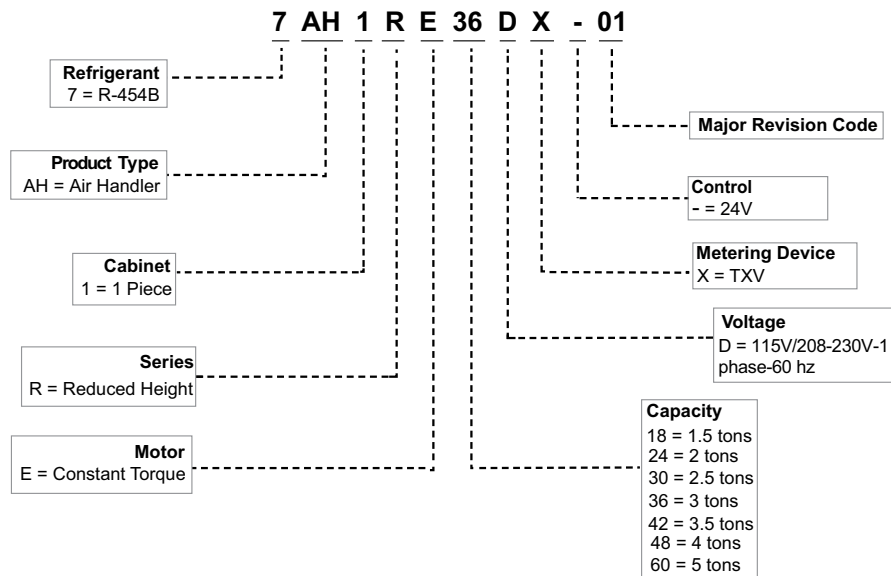 7 AH 1 R E 36 D X - 01
Refrigerant
7 = R-454B
Product Type
AH = Air Handler
Cabinet
1 = 1 Piece
Series
R = Reduced Height
Motor
E = Constant Torque
Major Revision Code
Control
- = 24V
Metering Device
X = TXV
Voltage
D = 115V/208-230V-1
phase-60 hz
Capacity
18 = 1.5 tons
24 = 2 tons
30 = 2.5 tons
36 = 3 tons
42 = 3.5 tons
48 = 4 tons
60 = 5 tons